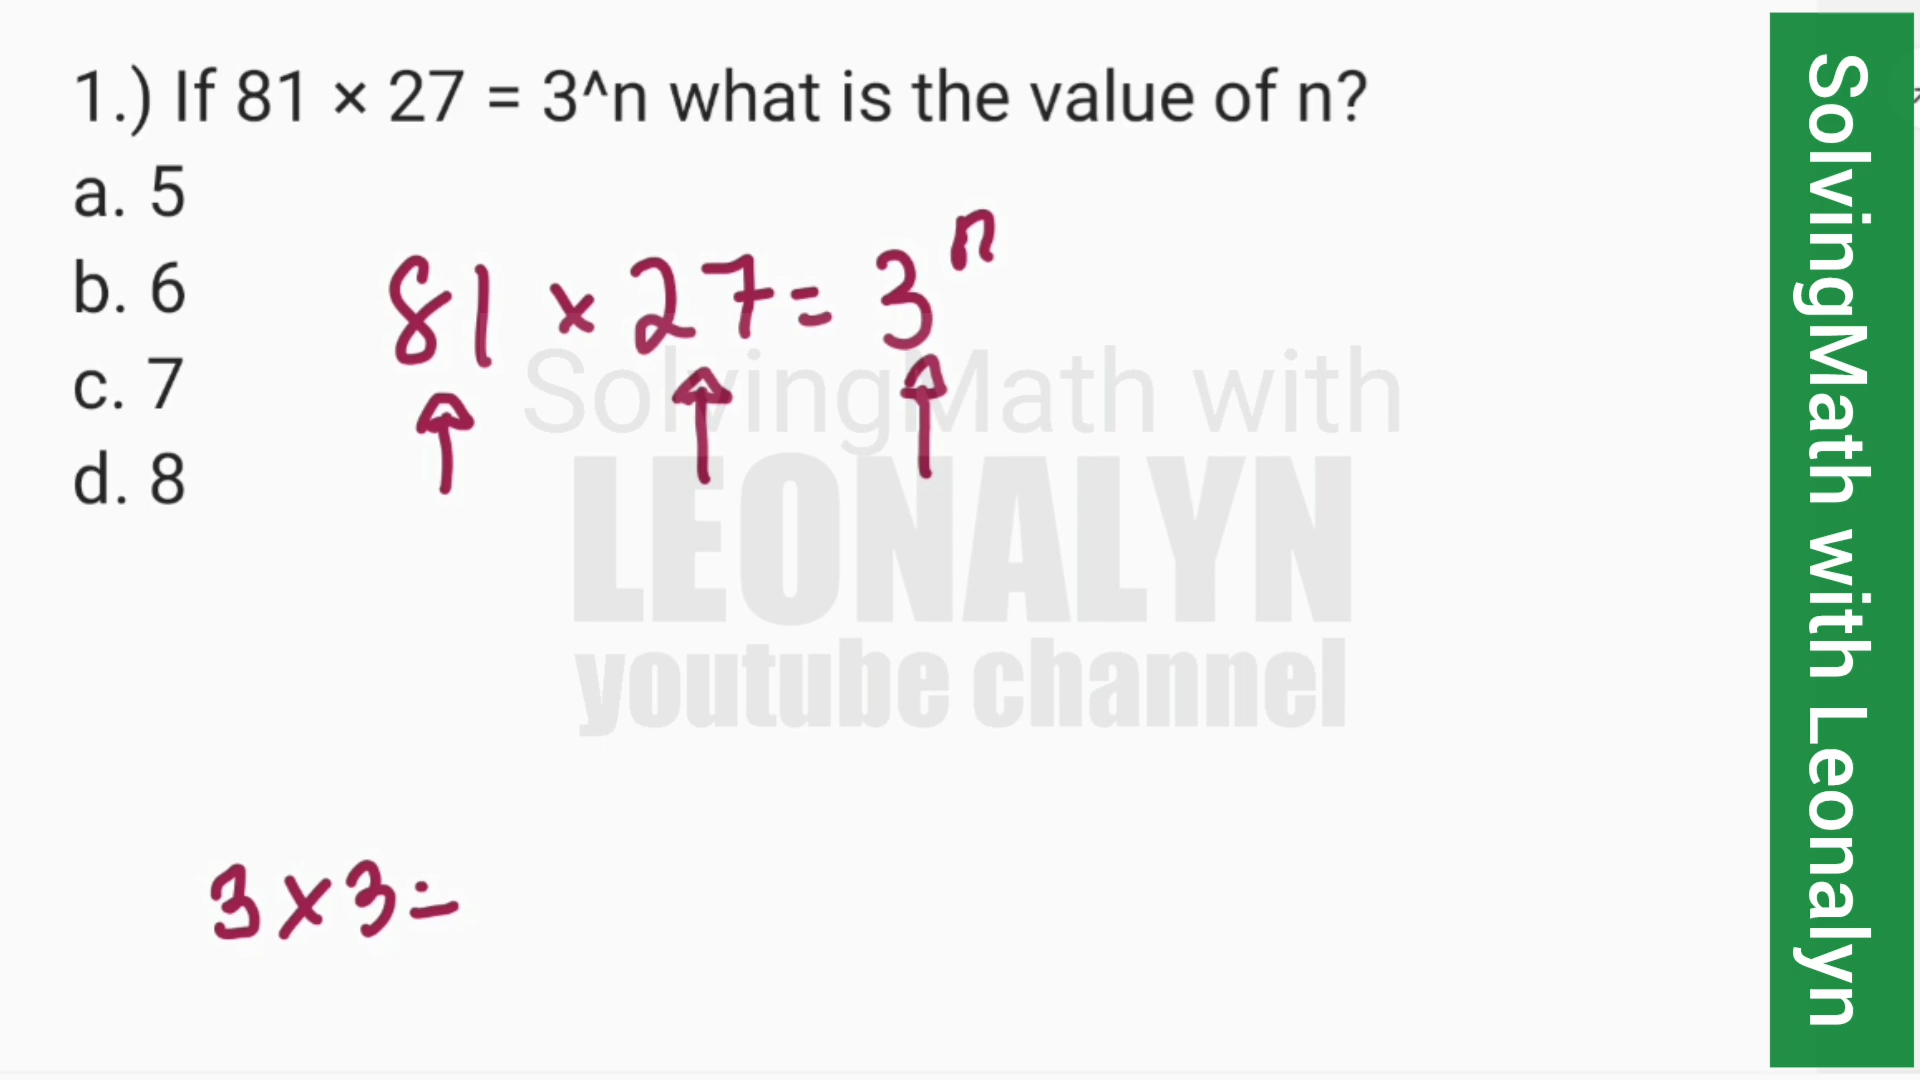 1.) If 81 × 27 = 3^n what is the value of n?
a. 5
b. 6
c. 7
d. 8
81 × 27 = 3ⁿ
SolvingMath with
LEONALYN
youtube channel
3 × 3 =
SolvingMath with Leonalyn